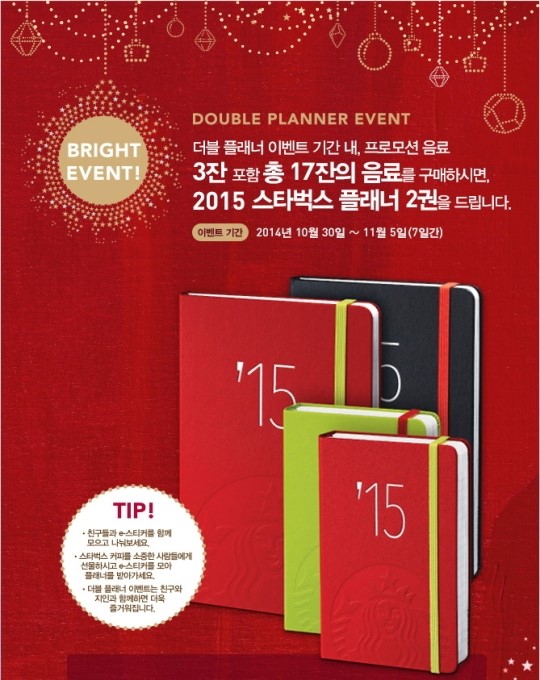 DOUBLE PLANNER EVENT
BRIGHT
EVENT!
더블 플래너 이벤트 기간 내, 프로모션 음료
3잔 포함 총 17잔의 음료를 구매하시면,
2015 스타벅스 플래너 2권을 드립니다.
이벤트 기간 2014년 10월 30일 ~ 11월 5일(7일간)
'15
5
'15
TIP!
• 친구들과 e-스티커를 함께
모으고 나눠보세요.
• 스타벅스 커피를 소중한 사람들에게
선물하시고 e-스티커를 모아
플래너를 받아가세요.
• 더블 플래너 이벤트는 친구와
지인과 함께하면 더욱
즐거워집니다.